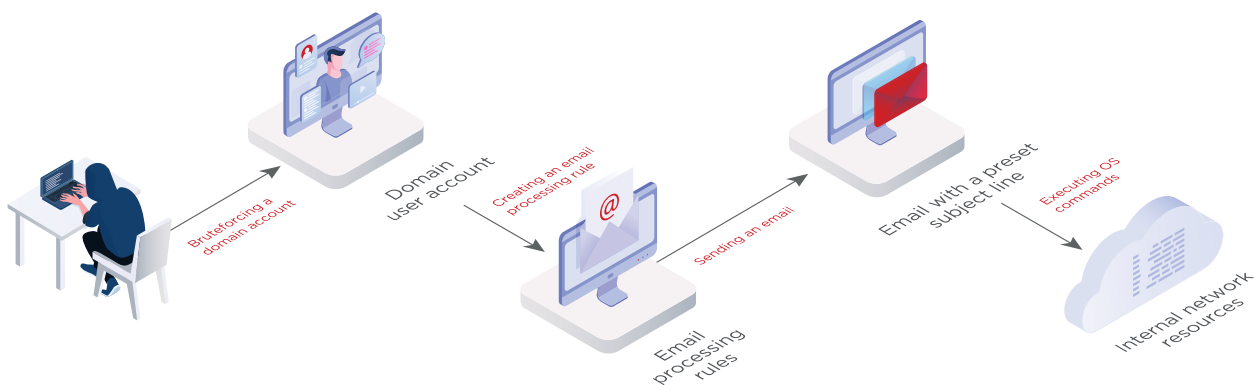 Bruteforcing a
domain account
Domain
user account
Creating an email
processing rule
@
Email
processing
rules
Sending an email
Email with a preset
subject line
Executing OS
commands
Internal network
resources